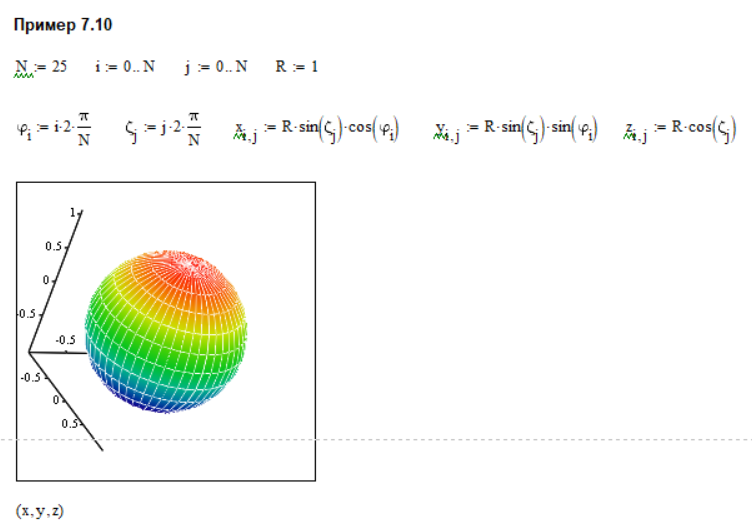 Пример 7.10
N := 25 i := 0.. N j := 0.. N R := 1
φᵢ := i·2·π/N ζⱼ := j·2·π/N xᵢ,ⱼ := R·sin(ζⱼ)·cos(φᵢ) yᵢ,ⱼ := R·sin(ζⱼ)·sin(φᵢ) zᵢ,ⱼ := R·cos(ζⱼ)
1
0.5
0
-0.5
-0.5
-0.5
0
0.5
(x,y,z)